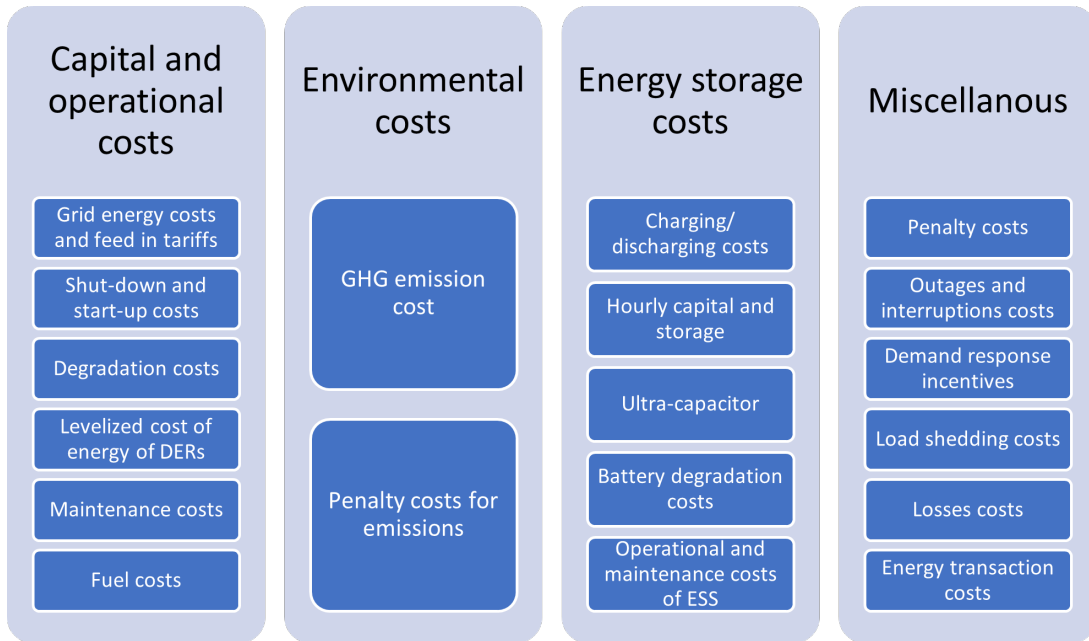 Capital and
operational
costs
Grid energy costs
and feed in tariffs
Shut-down and
start-up costs
Degradation costs
Levelized cost of
energy of DERs
Maintenance costs
Fuel costs
Environmental
costs
GHG emission
cost
Penalty costs for
emissions
Energy storage
costs
Charging/
discharging costs
Hourly capital and
storage
Ultra-capacitor
Battery degradation
costs
Operational and
maintenance costs
of ESS
Miscellanous
Penalty costs
Outages and
interruptions costs
Demand response
incentives
Load shedding costs
Losses costs
Energy transaction
costs